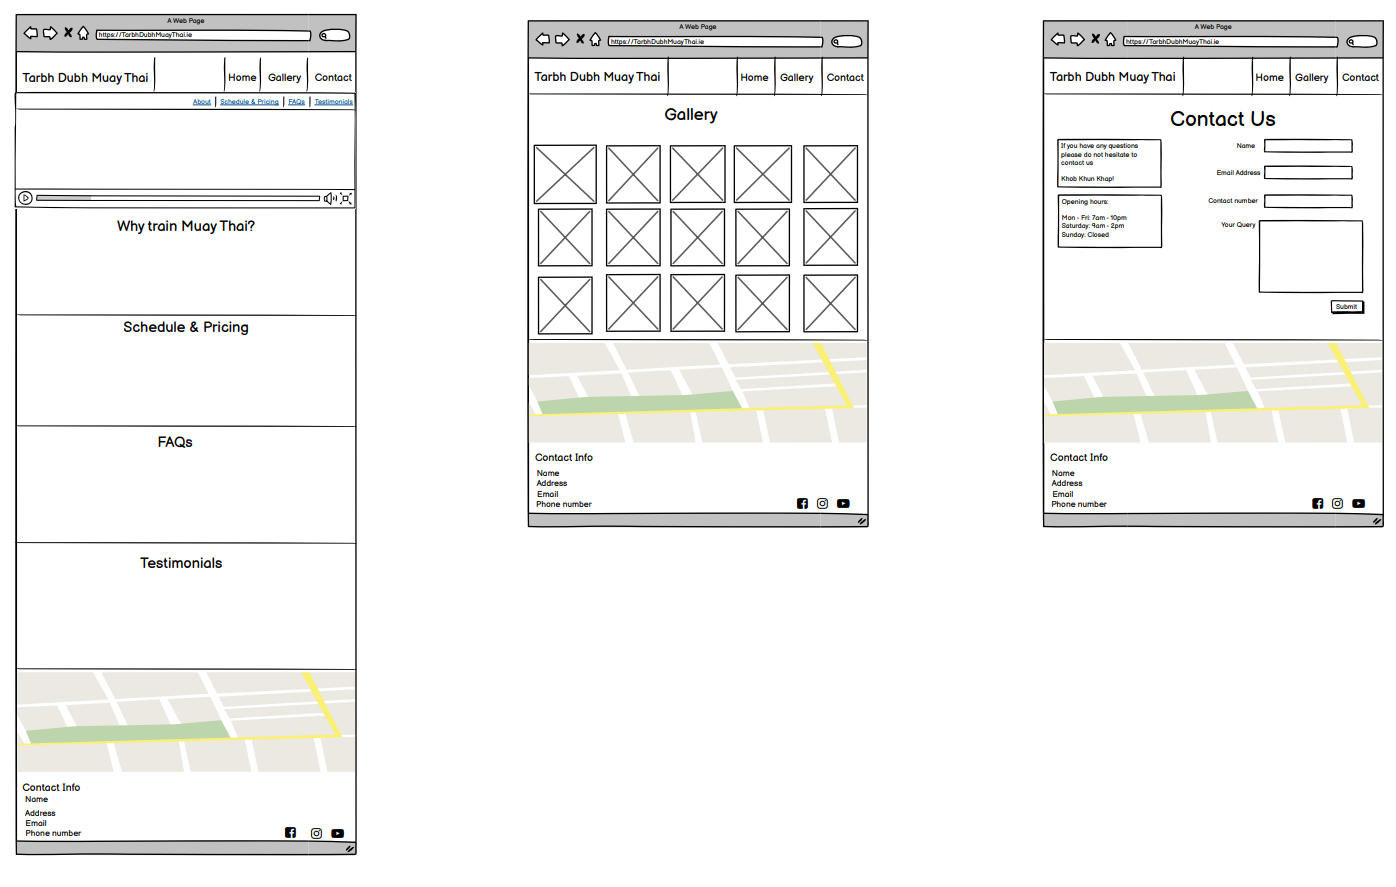 A Web Page
https://TarbhDubhMuayThai.ie
Tarbh Dubh Muay Thai
Home
Gallery
Contact
About
Schedule & Pricing
FAQs
Testimonials
Why train Muay Thai?
Schedule & Pricing
FAQs
Testimonials
Contact Info
Name
Address
Email
Phone number
A Web Page
https://TarbhDubhMuayThai.ie
Tarbh Dubh Muay Thai
Home
Gallery
Contact
Gallery
Contact Info
Name
Address
Email
Phone number
A Web Page
https://TarbhDubhMuayThai.ie
Tarbh Dubh Muay Thai
Home
Gallery
Contact
Contact Us
If you have any questions
please do not hesitate to
contact us
Khob Khun Khap!
Opening hours:
Mon - Fri: 7am - 10pm
Saturday: 9am - 2pm
Sunday: Closed
Name
Email Address
Contact number
Your Query
Submit
Contact Info
Name
Address
Email
Phone number